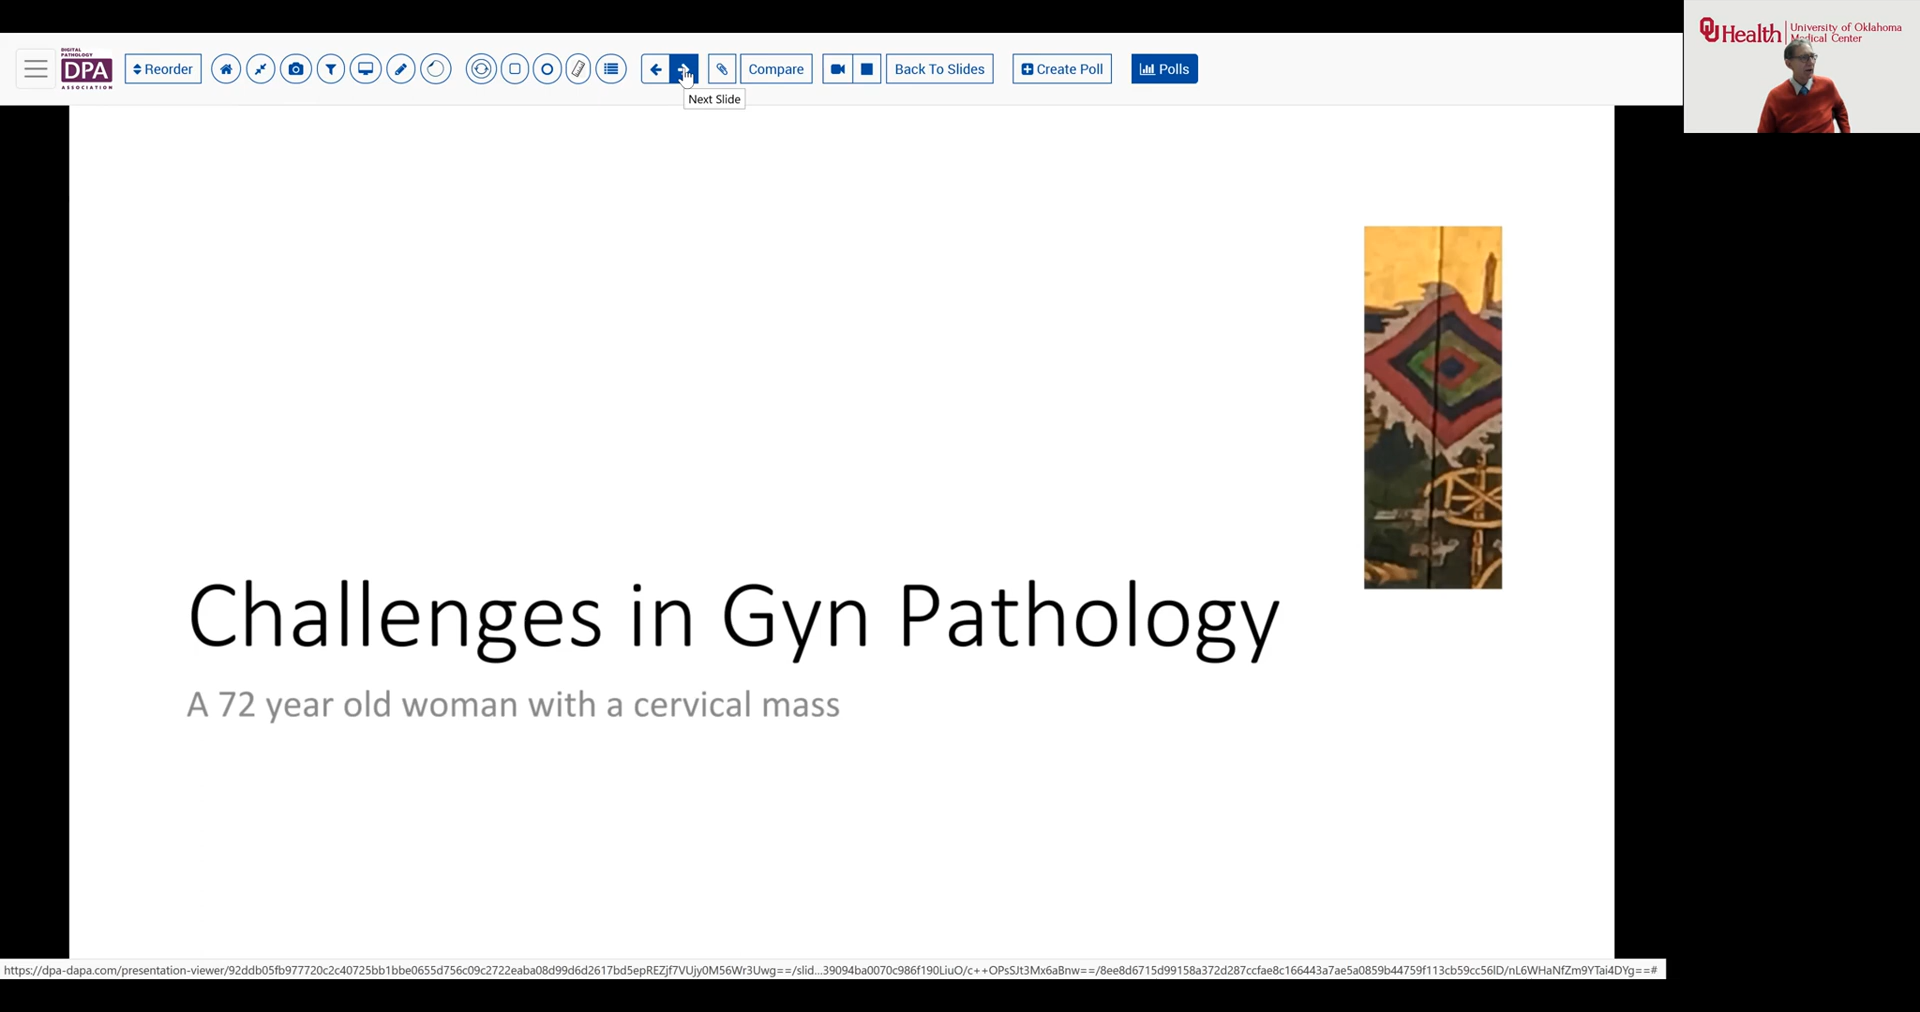 DIGITAL
PATHOLOGY
DPA
ASSOCIATION
Reorder
Compare
Back To Slides
Create Poll
Polls
Next Slide
OU Health
University of Oklahoma
Medical Center
Challenges in Gyn Pathology
A 72 year old woman with a cervical mass
https://dpa-dapa.com/presentation-viewer/92ddb05fb977720c2c40725bb1bbe0655d756c09c2722eaba08d99d6d2617bd5epREZjf7VUjy0M56Wr3Uwg==/slid...39094ba0070c986f190LiuO/c++OPsSJt3Mx6aBnw==/8ee8d6715d99158a372d287ccfae8c166443a7ae5a0859b44759f113cb59cc56lD/nL6WHaNfZm9YTai4DYg==#